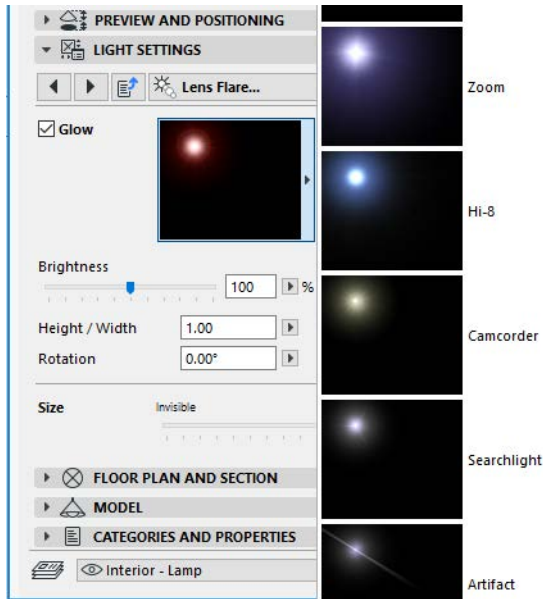 PREVIEW AND POSITIONING
LIGHT SETTINGS
Lens Flare...
Glow
Brightness
100 %
Height / Width 1.00
Rotation 0.00°
Size Invisible
FLOOR PLAN AND SECTION
MODEL
CATEGORIES AND PROPERTIES
Interior - Lamp
Zoom
Hi-8
Camcorder
Searchlight
Artifact